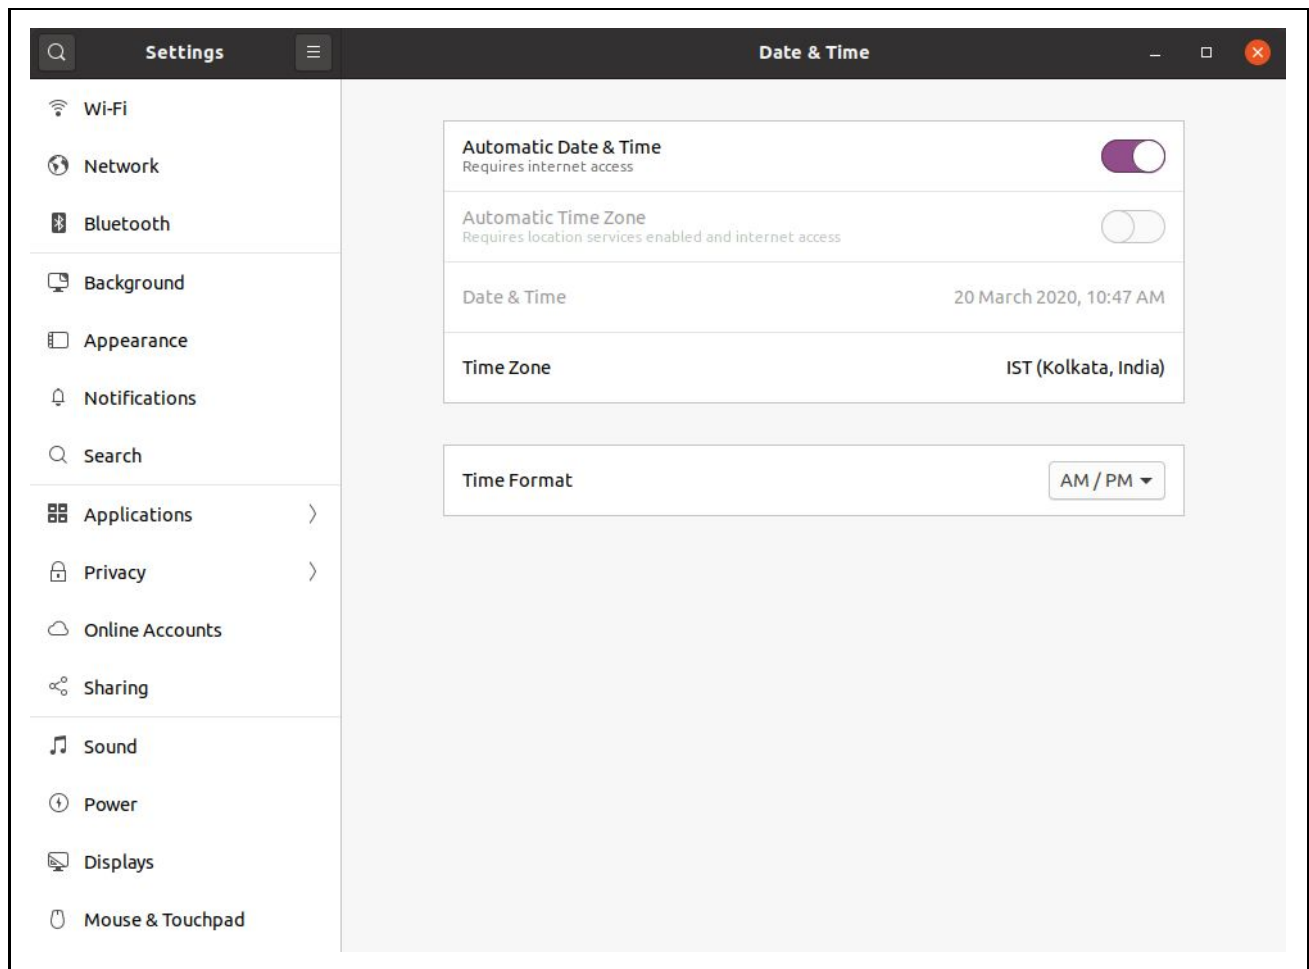 Settings
Date & Time
Wi-Fi
Network
Bluetooth
Background
Appearance
Notifications
Search
Applications
Privacy
Online Accounts
Sharing
Sound
Power
Displays
Mouse & Touchpad
Automatic Date & Time
Requires internet access
Automatic Time Zone
Requires location services enabled and internet access
Date & Time 20 March 2020, 10:47 AM
Time Zone IST (Kolkata, India)
Time Format AM / PM